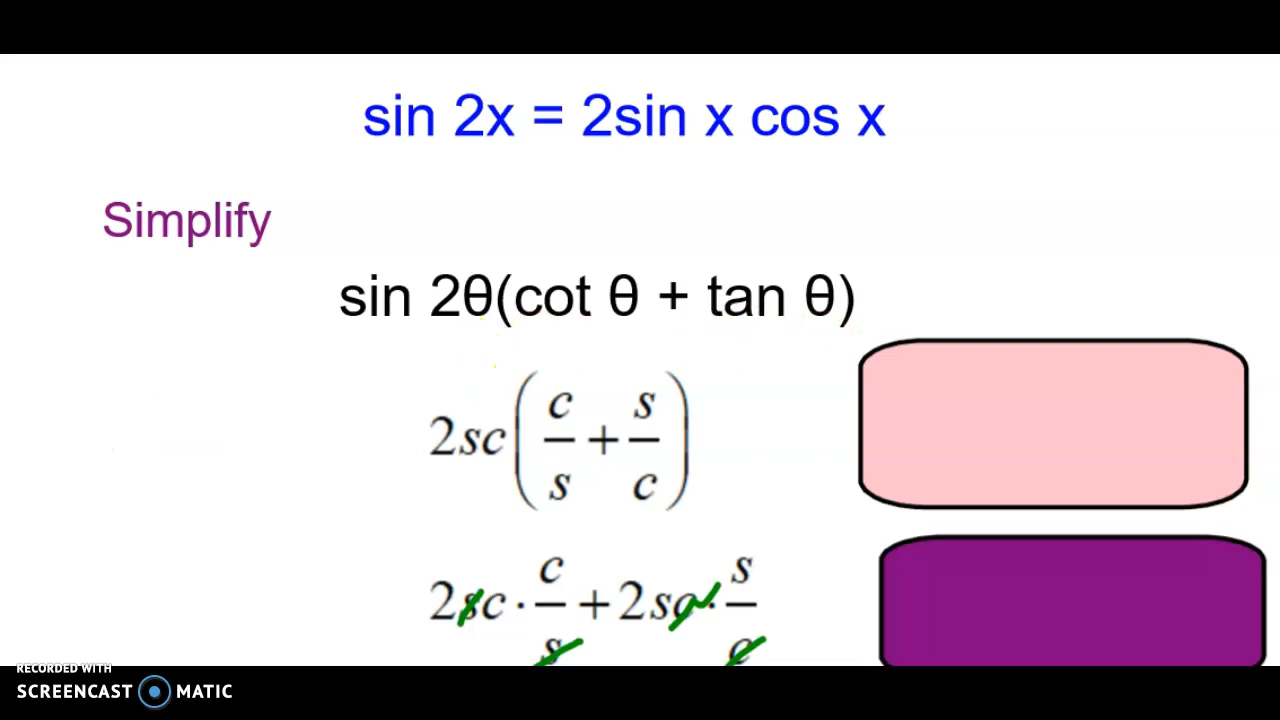 sin 2x = 2sin x cos x
Simplify
sin 2θ(cot θ + tan θ)
2sc(c/s + s/c)
2sc · c/s + 2sc · s/c
RECORDED WITH
SCREENCAST MATIC